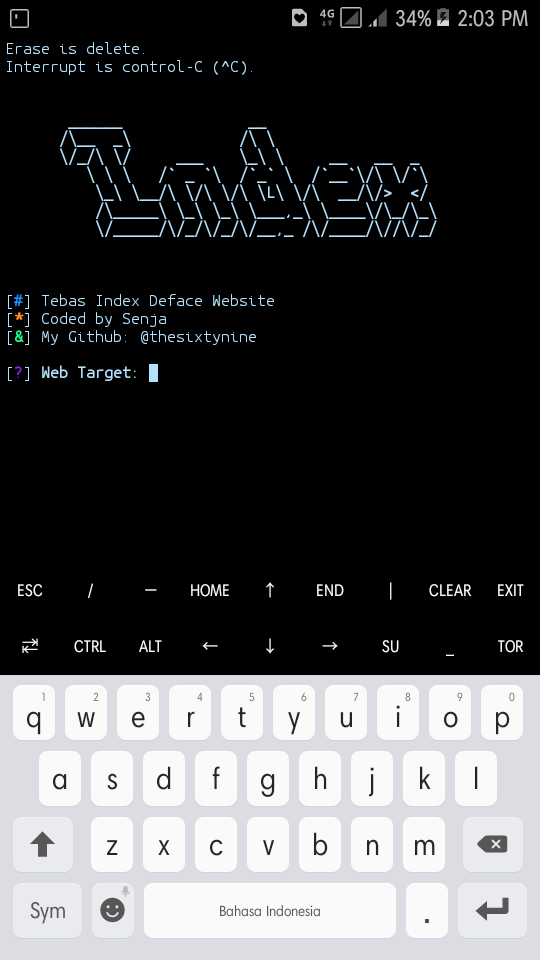 4G 34% 2:03 PM
Erase is delete.
Interrupt is control-C (^C).
Index
[#] Tebas Index Deface Website
[*] Coded by Senja
[&] My Github: @thesixtynine
[?] Web Target:
ESC / — HOME ↑ END | CLEAR EXIT
⇄ CTRL ALT ← ↓ → SU _ TOR
1 2 3 4 5 6 7 8 9 0
q w e r t y u i o p
a s d f g h j k l
z x c v b n m
Sym Bahasa Indonesia .